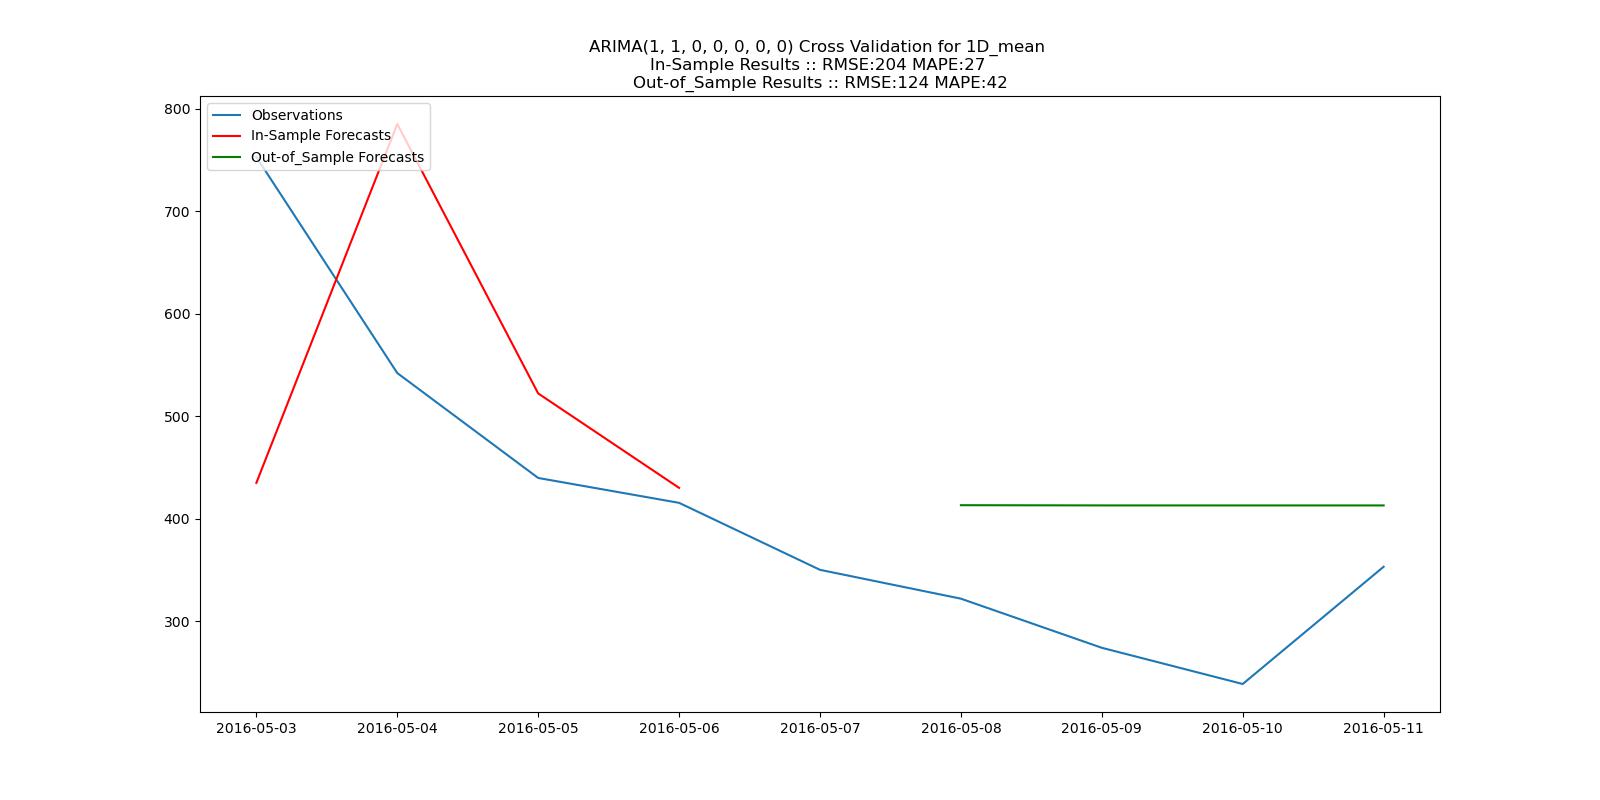 ARIMA(1, 1, 0, 0, 0, 0, 0) Cross Validation for 1D_mean
In-Sample Results :: RMSE:204 MAPE:27
Out-of_Sample Results :: RMSE:124 MAPE:42
Observations
In-Sample Forecasts
Out-of_Sample Forecasts
800
700
600
500
400
300
2016-05-03
2016-05-04
2016-05-05
2016-05-06
2016-05-07
2016-05-08
2016-05-09
2016-05-10
2016-05-11